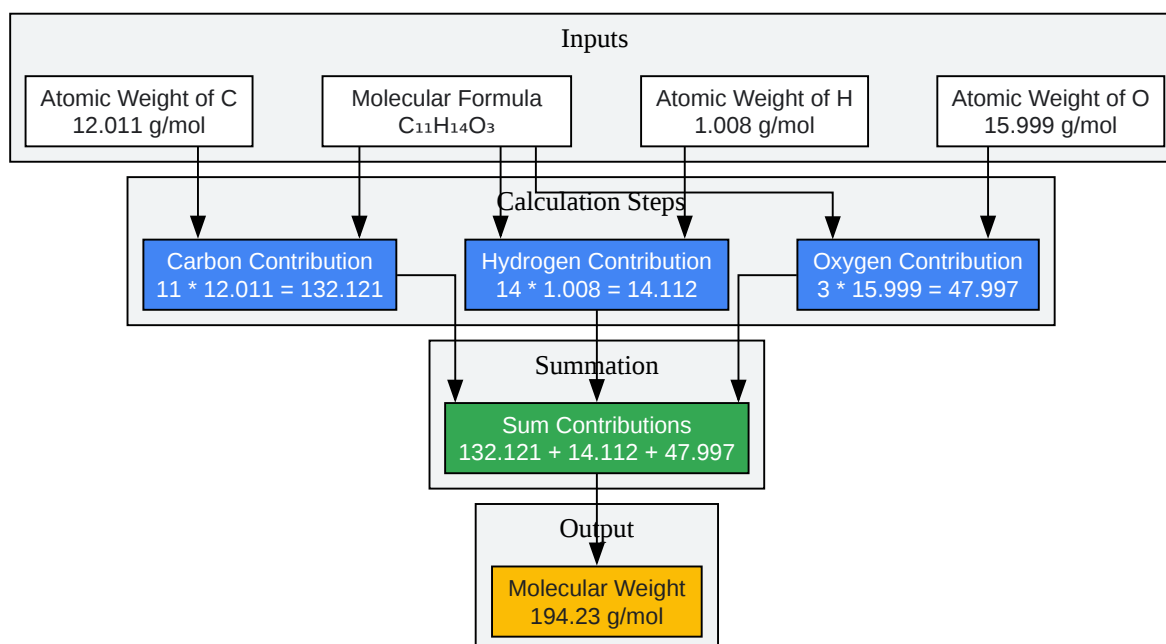 Inputs
Atomic Weight of C
12.011 g/mol
Molecular Formula
C₁₁H₁₄O₃
Atomic Weight of H
1.008 g/mol
Atomic Weight of O
15.999 g/mol
Calculation Steps
Carbon Contribution
11 * 12.011 = 132.121
Hydrogen Contribution
14 * 1.008 = 14.112
Oxygen Contribution
3 * 15.999 = 47.997
Summation
Sum Contributions
132.121 + 14.112 + 47.997
Output
Molecular Weight
194.23 g/mol